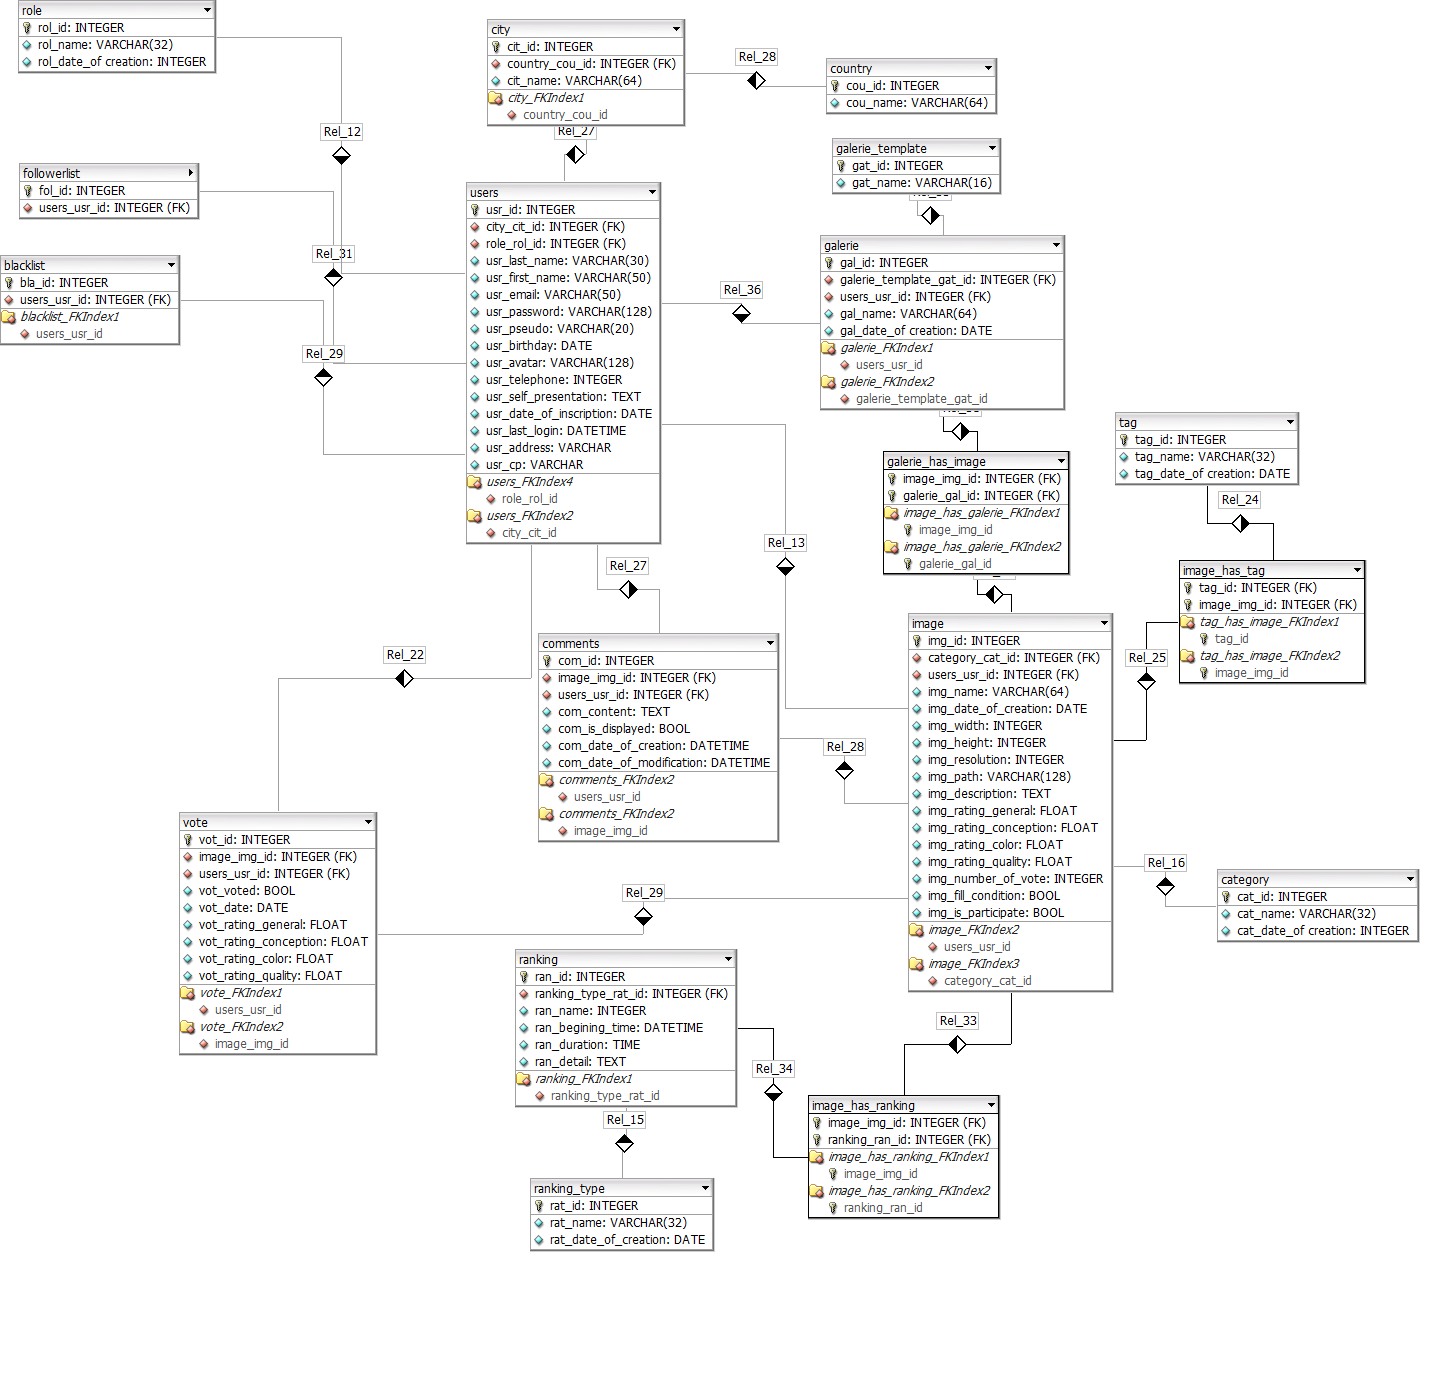 role
rol_id: INTEGER
rol_name: VARCHAR(32)
rol_date_of creation: INTEGER
city
cit_id: INTEGER
country_cou_id: INTEGER (FK)
cit_name: VARCHAR(64)
city_FKIndex1
country_cou_id
Rel_28
country
cou_id: INTEGER
cou_name: VARCHAR(64)
Rel_12
Rel_27
galerie_template
gat_id: INTEGER
gat_name: VARCHAR(16)
followerlist
fol_id: INTEGER
users_usr_id: INTEGER (FK)
Rel_31
blacklist
bla_id: INTEGER
users_usr_id: INTEGER (FK)
blacklist_FKIndex1
users_usr_id
Rel_29
users
usr_id: INTEGER
city_cit_id: INTEGER (FK)
role_rol_id: INTEGER (FK)
usr_last_name: VARCHAR(30)
usr_first_name: VARCHAR(50)
usr_email: VARCHAR(50)
usr_password: VARCHAR(128)
usr_pseudo: VARCHAR(20)
usr_birthday: DATE
usr_avatar: VARCHAR(128)
usr_telephone: INTEGER
usr_self_presentation: TEXT
usr_date_of_inscription: DATE
usr_last_login: DATETIME
usr_address: VARCHAR
usr_cp: VARCHAR
users_FKIndex4
role_rol_id
users_FKIndex2
city_cit_id
Rel_36
galerie
gal_id: INTEGER
galerie_template_gat_id: INTEGER (FK)
users_usr_id: INTEGER (FK)
gal_name: VARCHAR(64)
gal_date_of creation: DATE
galerie_FKIndex1
users_usr_id
galerie_FKIndex2
galerie_template_gat_id
galerie_has_image
image_img_id: INTEGER (FK)
galerie_gal_id: INTEGER (FK)
image_has_galerie_FKIndex1
image_img_id
image_has_galerie_FKIndex2
galerie_gal_id
tag
tag_id: INTEGER
tag_name: VARCHAR(32)
tag_date_of creation: DATE
Rel_24
image_has_tag
tag_id: INTEGER (FK)
image_img_id: INTEGER (FK)
tag_has_image_FKIndex1
tag_id
tag_has_image_FKIndex2
image_img_id
Rel_25
Rel_13
Rel_27
Rel_22
comments
com_id: INTEGER
image_img_id: INTEGER (FK)
users_usr_id: INTEGER (FK)
com_content: TEXT
com_is_displayed: BOOL
com_date_of_creation: DATETIME
com_date_of_modification: DATETIME
comments_FKIndex2
users_usr_id
comments_FKIndex2
image_img_id
Rel_28
image
img_id: INTEGER
category_cat_id: INTEGER (FK)
users_usr_id: INTEGER (FK)
img_name: VARCHAR(64)
img_date_of_creation: DATE
img_width: INTEGER
img_height: INTEGER
img_resolution: INTEGER
img_path: VARCHAR(128)
img_description: TEXT
img_rating_general: FLOAT
img_rating_conception: FLOAT
img_rating_color: FLOAT
img_rating_quality: FLOAT
img_number_of_vote: INTEGER
img_fill_condition: BOOL
img_is_participate: BOOL
image_FKIndex2
users_usr_id
image_FKIndex3
category_cat_id
Rel_16
category
cat_id: INTEGER
cat_name: VARCHAR(32)
cat_date_of creation: INTEGER
vote
vot_id: INTEGER
image_img_id: INTEGER (FK)
users_usr_id: INTEGER (FK)
vot_voted: BOOL
vot_date: DATE
vot_rating_general: FLOAT
vot_rating_conception: FLOAT
vot_rating_color: FLOAT
vot_rating_quality: FLOAT
vote_FKIndex1
users_usr_id
vote_FKIndex2
image_img_id
Rel_29
ranking
ran_id: INTEGER
ranking_type_rat_id: INTEGER (FK)
ran_name: INTEGER
ran_begining_time: DATETIME
ran_duration: TIME
ran_detail: TEXT
ranking_FKIndex1
ranking_type_rat_id
Rel_33
Rel_34
Rel_15
image_has_ranking
image_img_id: INTEGER (FK)
ranking_ran_id: INTEGER (FK)
image_has_ranking_FKIndex1
image_img_id
image_has_ranking_FKIndex2
ranking_ran_id
ranking_type
rat_id: INTEGER
rat_name: VARCHAR(32)
rat_date_of_creation: DATE